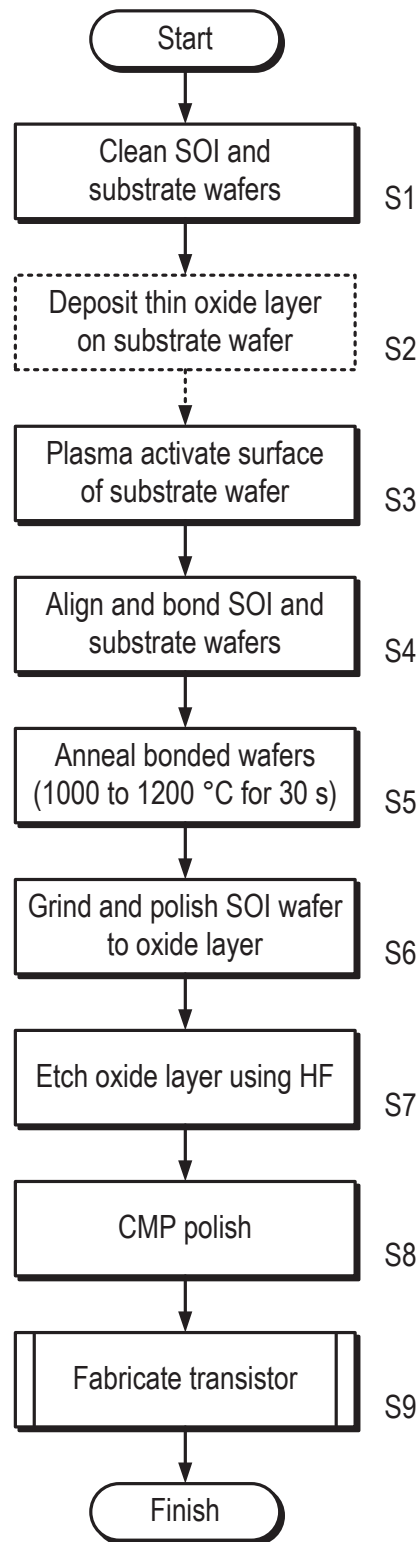 Start
Clean SOI and
substrate wafers
S1
Deposit thin oxide layer
on substrate wafer
S2
Plasma activate surface
of substrate wafer
S3
Align and bond SOI and
substrate wafers
S4
Anneal bonded wafers
(1000 to 1200 °C for 30 s)
S5
Grind and polish SOI wafer
to oxide layer
S6
Etch oxide layer using HF
S7
CMP polish
S8
Fabricate transistor
S9
Finish